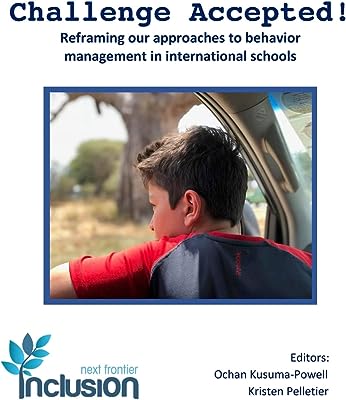 Challenge Accepted!
Reframing our approaches to behavior
management in international schools
next frontier
inclusion
Editors:
Ochan Kusuma-Powell
Kristen Pelletier